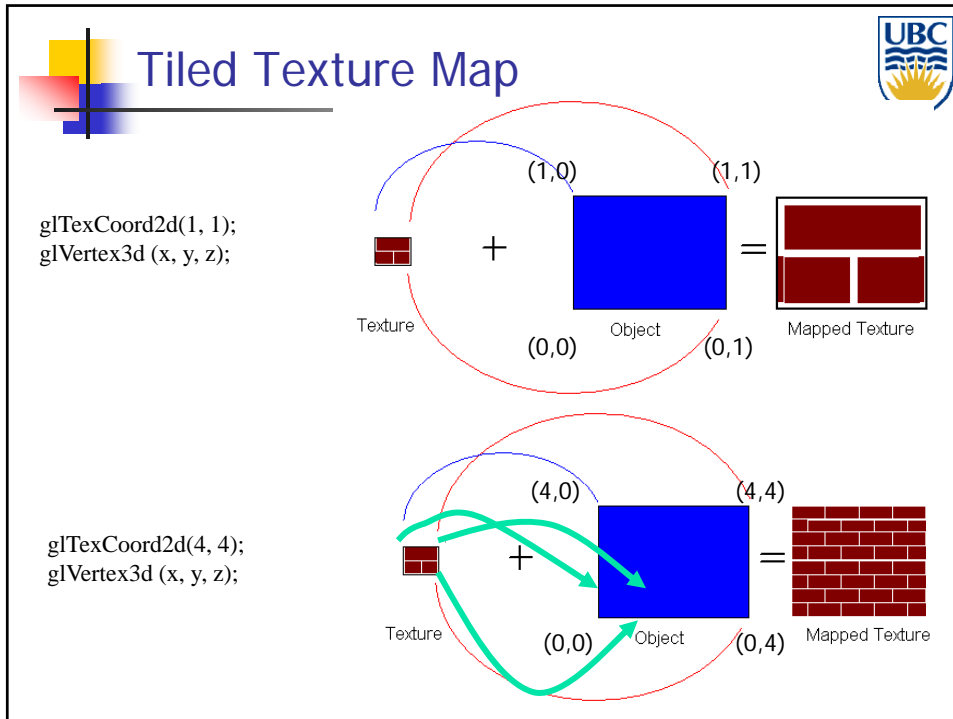 Tiled Texture Map
UBC
glTexCoord2d(1, 1);
glVertex3d (x, y, z);
(1,0) (1,1)
+ =
Texture Object Mapped Texture
(0,0) (0,1)
glTexCoord2d(4, 4);
glVertex3d (x, y, z);
(4,0) (4,4)
+ =
Texture Object Mapped Texture
(0,0) (0,4)